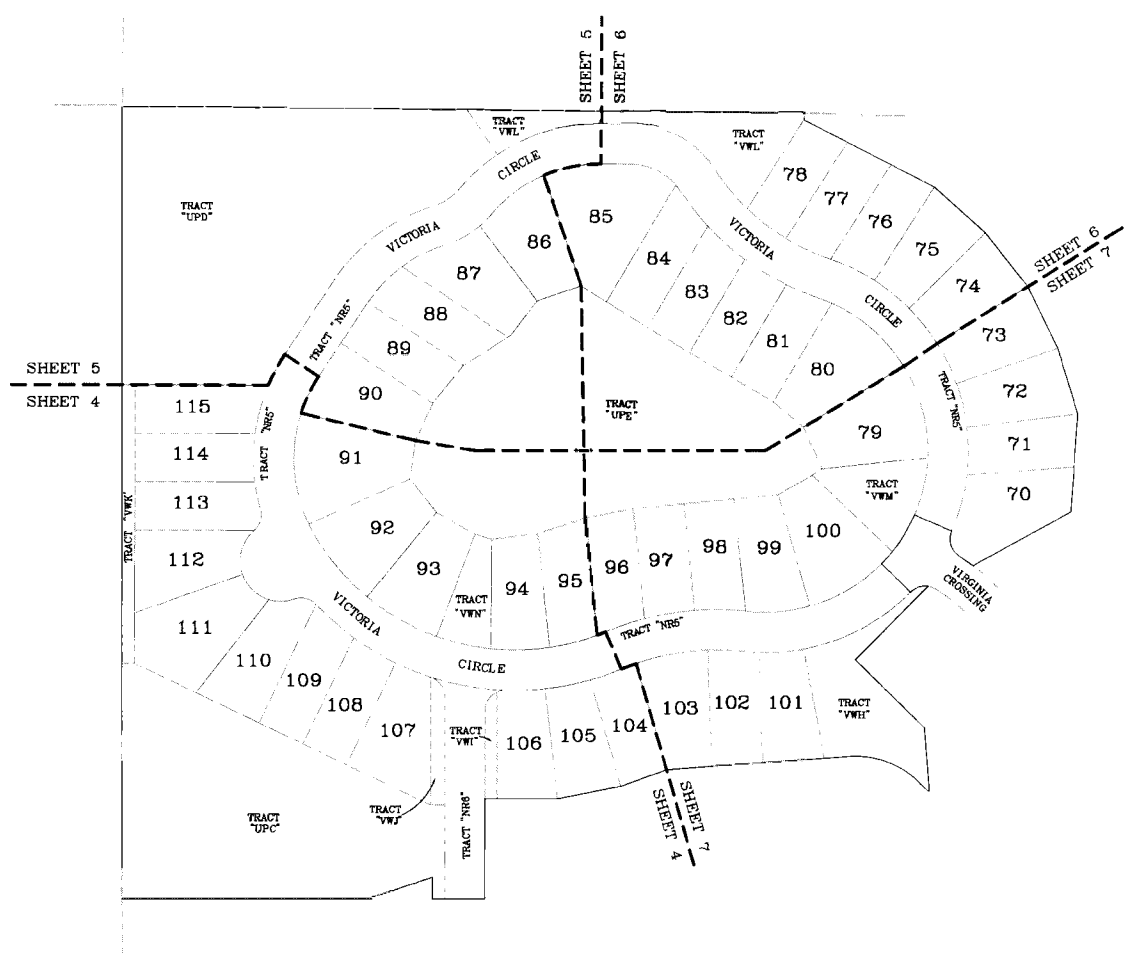 SHEET 5
SHEET 6
TRACT
"VWL"
TRACT
"VWL"
CIRCLE
78
77
76
75
74
SHEET 6
SHEET 7
TRACT
"UPD"
VICTORIA
86
85
VICTORIA
87
84
83
82
81
80
CIRCLE
73
88
89
90
TRACT "NR5"
SHEET 5
SHEET 4
115
114
113
112
111
TRACT "NR5"
TRACT "VWK"
TRACT
"UPE"
79
TRACT "NR5"
72
71
70
TRACT
"VWM"
91
92
93
TRACT
"VWN"
94
95
96
97
98
99
100
VIRGINIA
CROSSING
VICTORIA
CIRCLE
TRACT "NR5"
110
109
108
107
TRACT
"VWI"
106
105
104
103
102
101
TRACT
"VWH"
TRACT
"UPC"
TRACT
"VWJ"
TRACT "NR6"
SHEET 4
SHEET 7